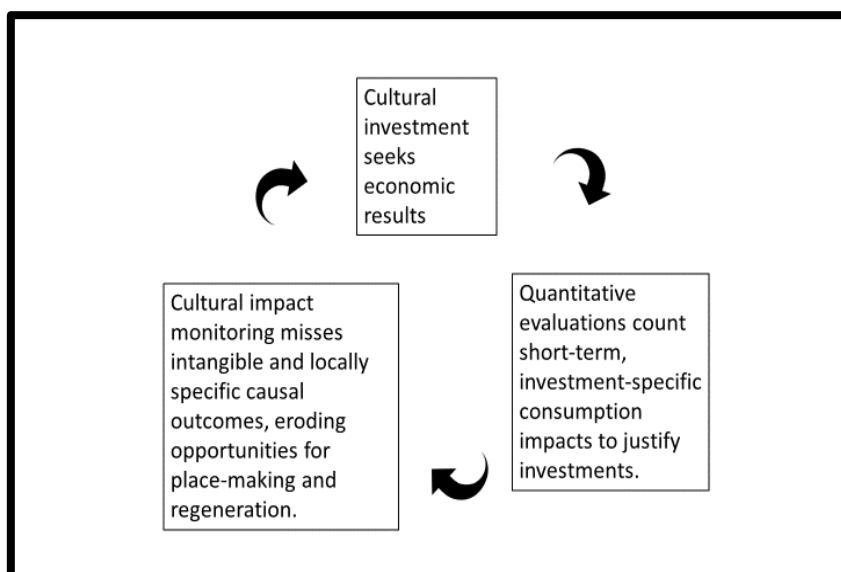 Cultural
investment
seeks
economic
results
Quantitative
evaluations count
short-term,
investment-specific
consumption
impacts to justify
investments.
Cultural impact
monitoring misses
intangible and locally
specific causal
outcomes, eroding
opportunities for
place-making and
regeneration.